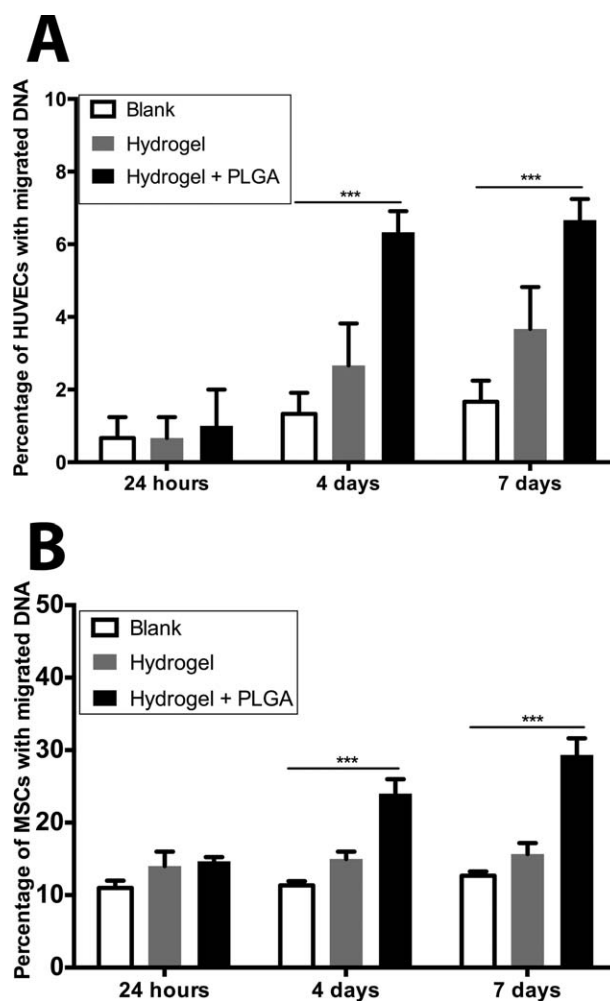 A
Percentage of HUVECs with migrated DNA
10
8
6
4
2
0
Blank
Hydrogel
Hydrogel + PLGA
***
***
24 hours
4 days
7 days
B
Percentage of MSCs with migrated DNA
50
40
30
20
10
0
Blank
Hydrogel
Hydrogel + PLGA
***
***
24 hours
4 days
7 days